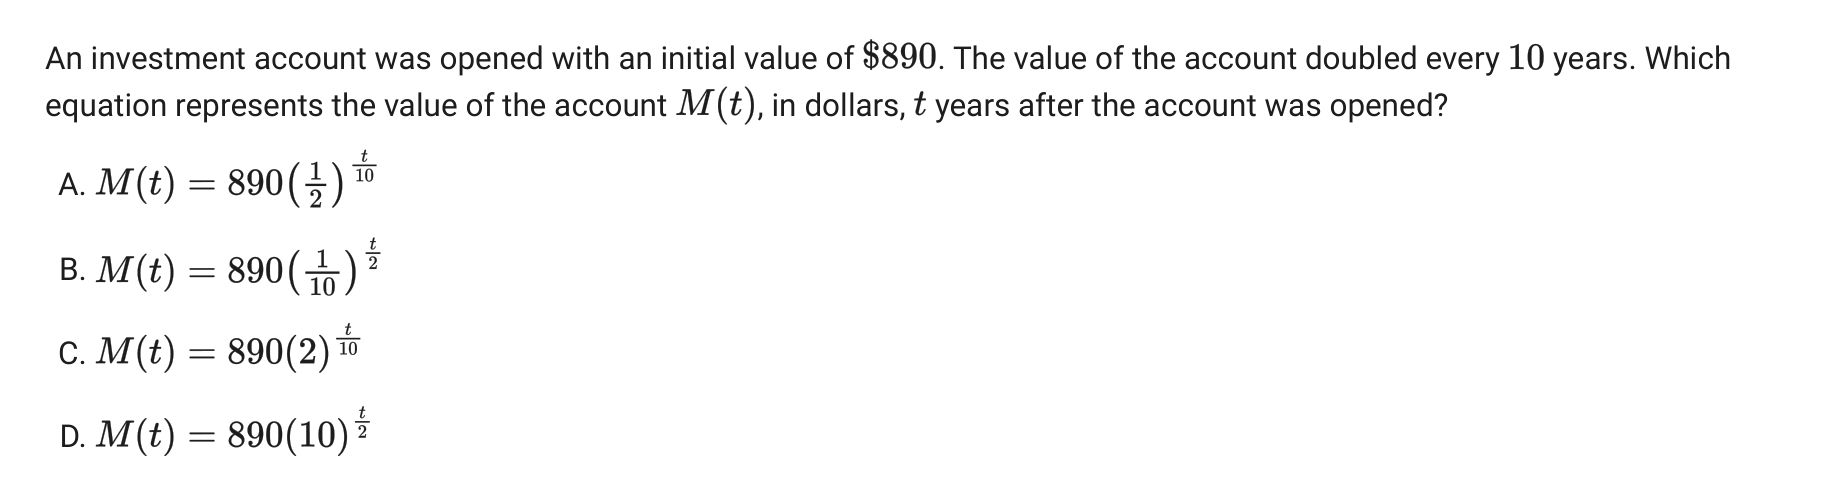 An investment account was opened with an initial value of $890. The value of the account doubled every 10 years. Which
equation represents the value of the account M(t), in dollars, t years after the account was opened?
A. M(t) = 890(1/2)^(t/10)
B. M(t) = 890(1/10)^(t/2)
C. M(t) = 890(2)^(t/10)
D. M(t) = 890(10)^(t/2)